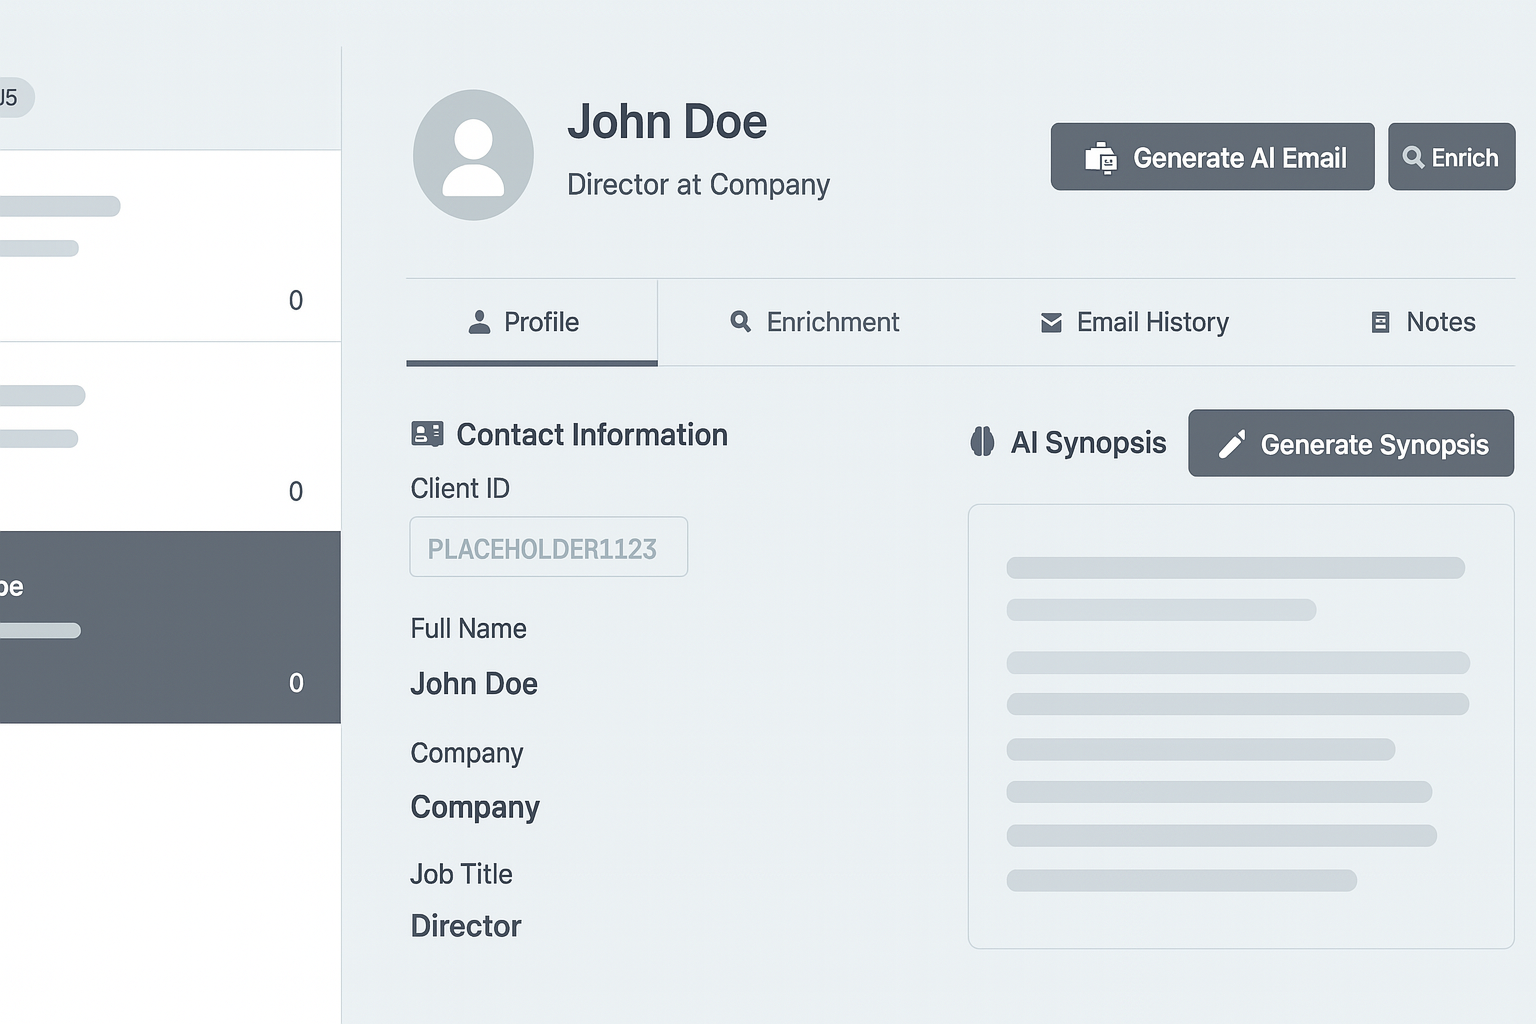 J5
0
0
oe
0
John Doe
Director at Company
Generate AI Email
Enrich
Profile
Enrichment
Email History
Notes
Contact Information
Client ID
PLACEHOLDER1123
Full Name
John Doe
Company
Company
Job Title
Director
AI Synopsis
Generate Synopsis